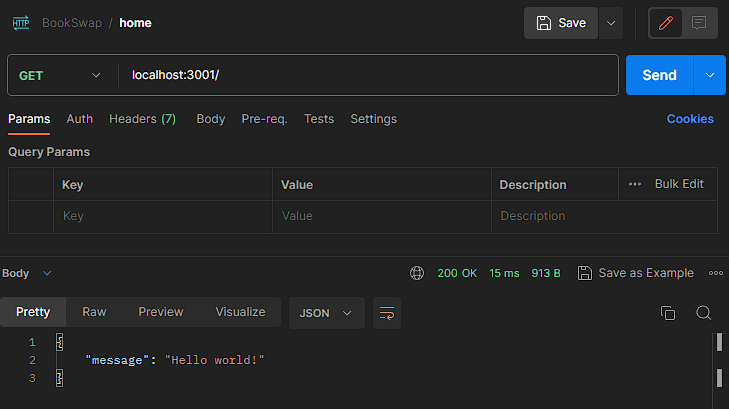 HTTP BookSwap / home Save
GET localhost:3001/ Send
Params Auth Headers (7) Body Pre-req. Tests Settings Cookies
Query Params
Key Value Description ••• Bulk Edit
Key Value Description
Body 200 OK 15 ms 913 B Save as Example
Pretty Raw Preview Visualize JSON
1 {
2 "message": "Hello world!"
3 }